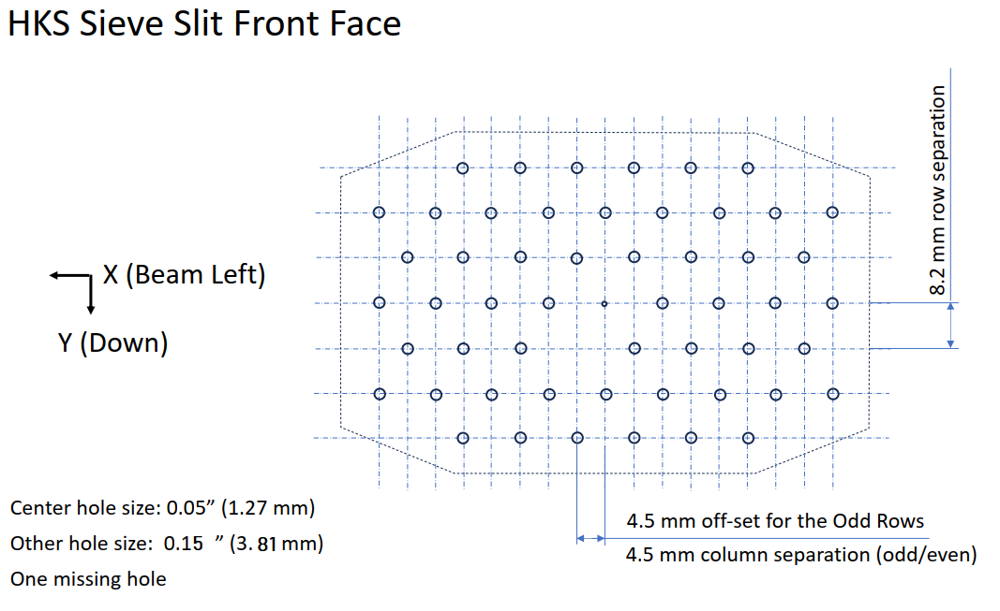 HKS Sieve Slit Front Face
8.2 mm row separation
X (Beam Left)
Y (Down)
Center hole size: 0.05” (1.27 mm)
Other hole size: 0.15 ” (3. 81 mm)
One missing hole
4.5 mm off-set for the Odd Rows
4.5 mm column separation (odd/even)